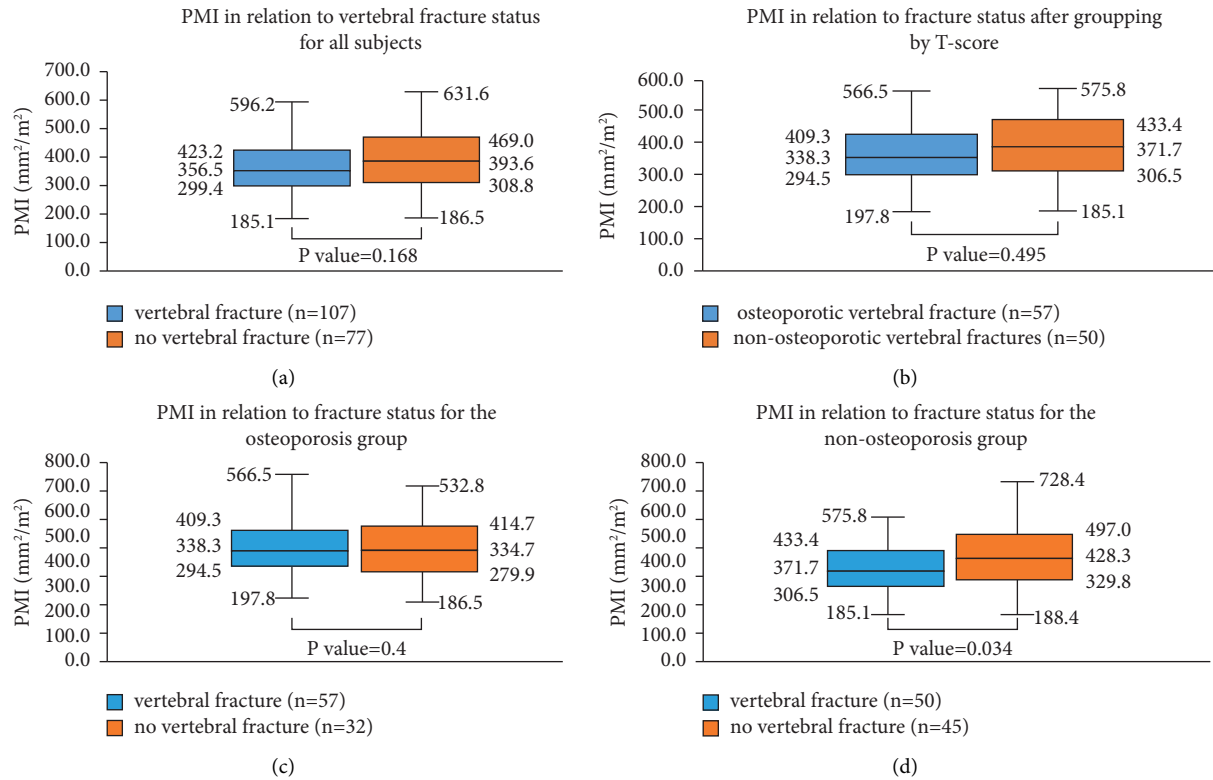 PMI in relation to vertebral fracture status
for all subjects
PMI (mm²/m²)
700.0
600.0
500.0
400.0
300.0
200.0
100.0
0.0
596.2
423.2
356.5
299.4
185.1
631.6
469.0
393.6
308.8
186.5
P value=0.168
vertebral fracture (n=107)
no vertebral fracture (n=77)
(a)
PMI in relation to fracture status after groupping
by T-score
PMI (mm²/m²)
600.0
500.0
400.0
300.0
200.0
100.0
0.0
566.5
409.3
338.3
294.5
197.8
575.8
433.4
371.7
306.5
185.1
P value=0.495
osteoporotic vertebral fracture (n=57)
non-osteoporotic vertebral fractures (n=50)
(b)
PMI in relation to fracture status for the
osteoporosis group
PMI (mm²/m²)
800.0
700.0
600.0
500.0
400.0
300.0
200.0
100.0
0.0
566.5
409.3
338.3
294.5
197.8
532.8
414.7
334.7
279.9
186.5
P value=0.4
vertebral fracture (n=57)
no vertebral fracture (n=32)
(c)
PMI in relation to fracture status for the
non-osteoporosis group
PMI (mm²/m²)
800.0
700.0
600.0
500.0
400.0
300.0
200.0
100.0
0.0
575.8
433.4
371.7
306.5
185.1
728.4
497.0
428.3
329.8
188.4
P value=0.034
vertebral fracture (n=50)
no vertebral fracture (n=45)
(d)